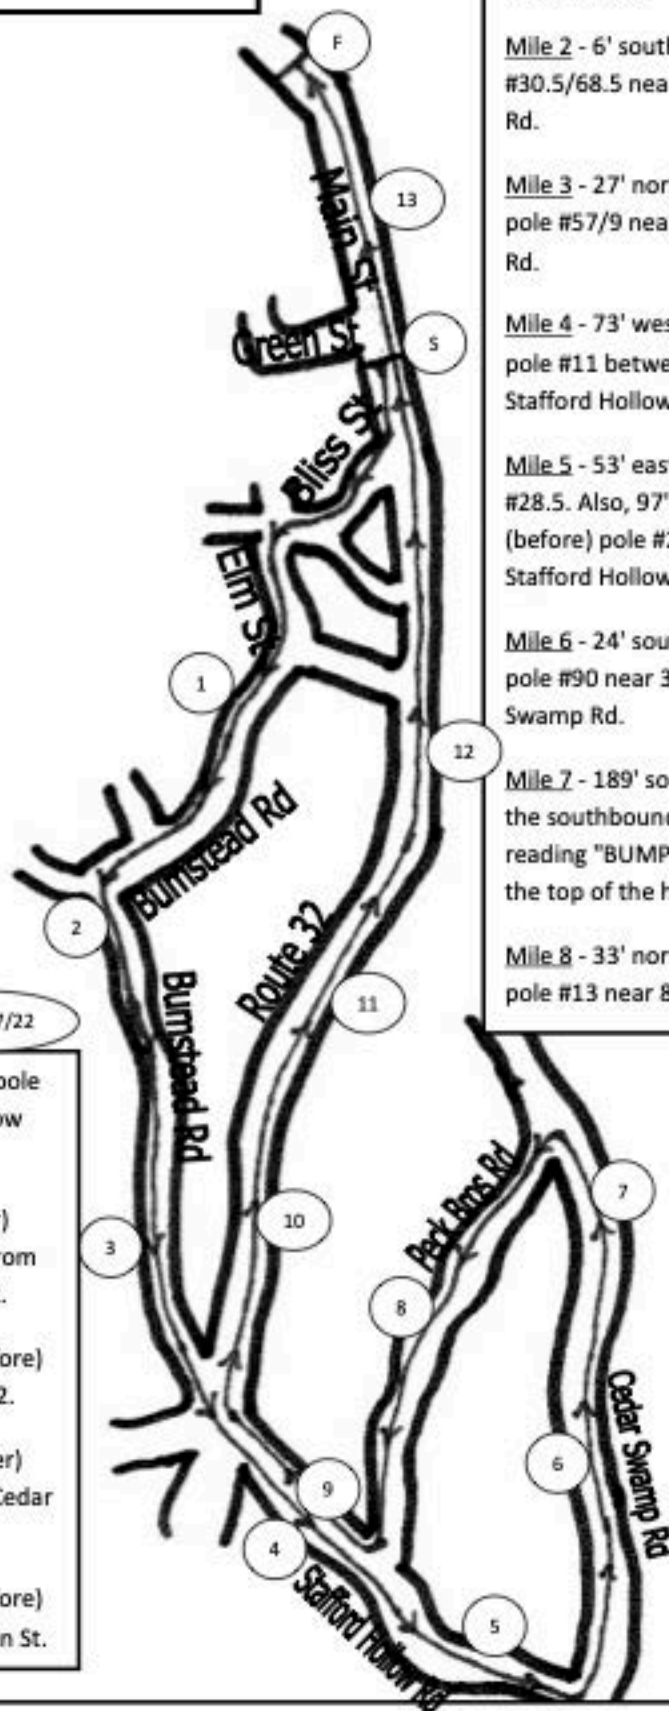 F
13
Main St
Green St
S
Bliss St
Elm St
1
12
Bumstead Rd
2
Route 32
11
Bumstead Rd
10
3
7
Peck Brns Rd
8
Cedar Swamp Rd
6
9
4
5
Stafford Hollow Rd
Mile 2 - 6' south
#30.5/68.5 nea
Rd.
Mile 3 - 27' nor
pole #57/9 nea
Rd.
Mile 4 - 73' wes
pole #11 betwe
Stafford Hollow
Mile 5 - 53' east
#28.5. Also, 97'
(before) pole #2
Stafford Hollow
Mile 6 - 24' sou
pole #90 near 3
Swamp Rd.
Mile 7 - 189' so
the southbound
reading "BUMP
the top of the h
Mile 8 - 33' nor
pole #13 near 8
7/22
pole
ow
r)
rom
.
ore)
2.
er)
Cedar
ore)
n St.